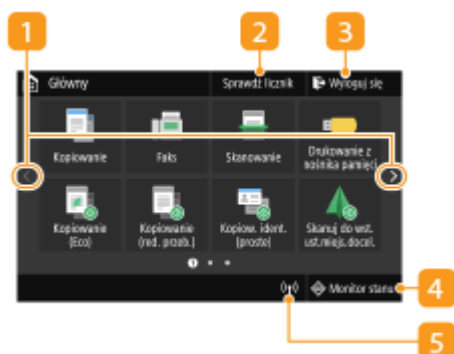 1
2
3
Główny
Sprawdź licznik
Wyloguj się
Kopiowanie
Faks
Skanowanie
Drukowanie z
nośnika pamięci
Kopiowanie
(Eco)
Kopiowanie
(red. przeb.)
Kopiow. ident.
(proste)
Skanuj do wst.
ust.miejs.docel.
1
Monitor stanu
4
5